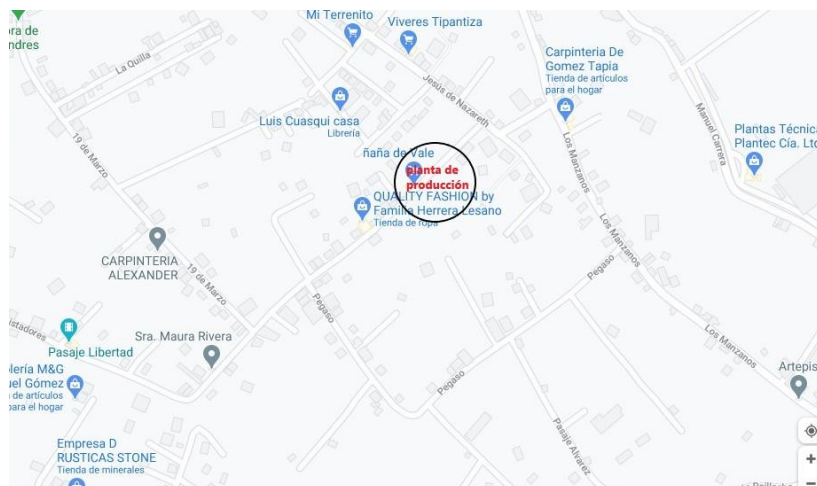 Mi Terrenito
Viveres Tipantiza
ora de
ndres
La Quilla
Jesús de Nazareth
Carpinteria De
Gomez Tapia
Tienda de artículos
para el hogar
Manuel Carrera
Luis Cuasqui casa
Librería
19 de Marzo
Los Manzanos
Plantas Técnica
Plantec Cía. Ltd
ñaña de Vale
planta de
producción
QUALITY FASHION by
Familia Herrera Lesano
Tienda de ropa
Los Manzanos
CARPINTERIA
ALEXANDER
19 de Marzo
Pegaso
Pegaso
istadores
Pasaje Libertad
Sra. Maura Rivera
Los Manzanos
lería M&G
uel Gómez
de artículos
para el hogar
Pegaso
Artepis
Pasaje Alvarez
Empresa D
RUSTICAS STONE
Tienda de minerales